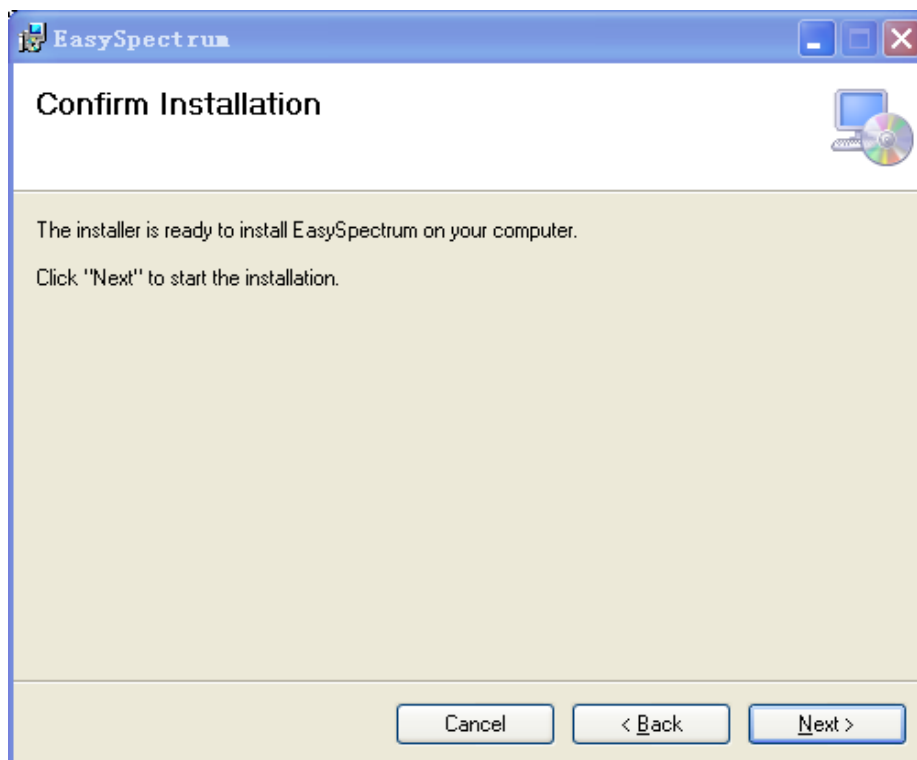 EasySpectrum
Confirm Installation
The installer is ready to install EasySpectrum on your computer.
Click "Next" to start the installation.
Cancel
< Back
Next >